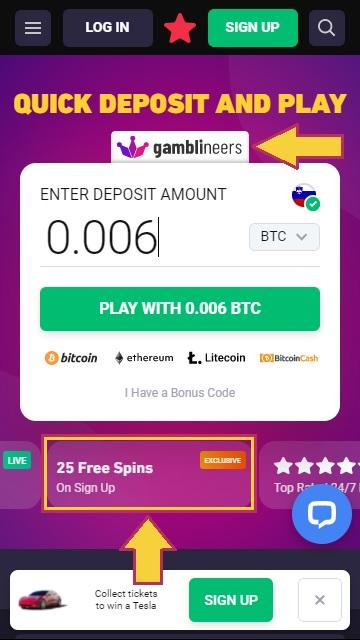 LOG IN
SIGN UP
QUICK DEPOSIT AND PLAY
gamblineers
ENTER DEPOSIT AMOUNT
0.006
BTC
PLAY WITH 0.006 BTC
bitcoin
ethereum
Litecoin
BitcoinCash
I Have a Bonus Code
LIVE
25 Free Spins
EXCLUSIVE
On Sign Up
Top Rated 24/7
Collect tickets
to win a Tesla
SIGN UP